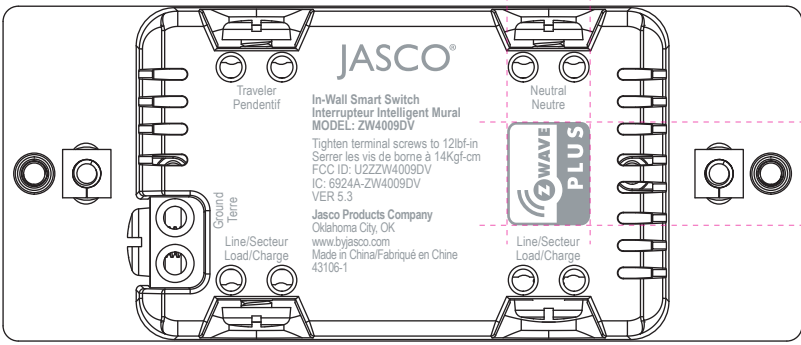 JASCO®
Traveler
Pendentif
Neutral
Neutre
In-Wall Smart Switch
Interrupteur Intelligent Mural
MODEL: ZW4009DV
Tighten terminal screws to 12lbf-in
Serrer les vis de borne à 14Kgf-cm
FCC ID: U2ZZW4009DV
IC: 6924A-ZW4009DV
VER 5.3
Z WAVE
PLUS
Ground
Terre
Jasco Products Company
Oklahoma City, OK
www.byjasco.com
Made in China/Fabriqué en Chine
43106-1
Line/Secteur
Load/Charge
Line/Secteur
Load/Charge